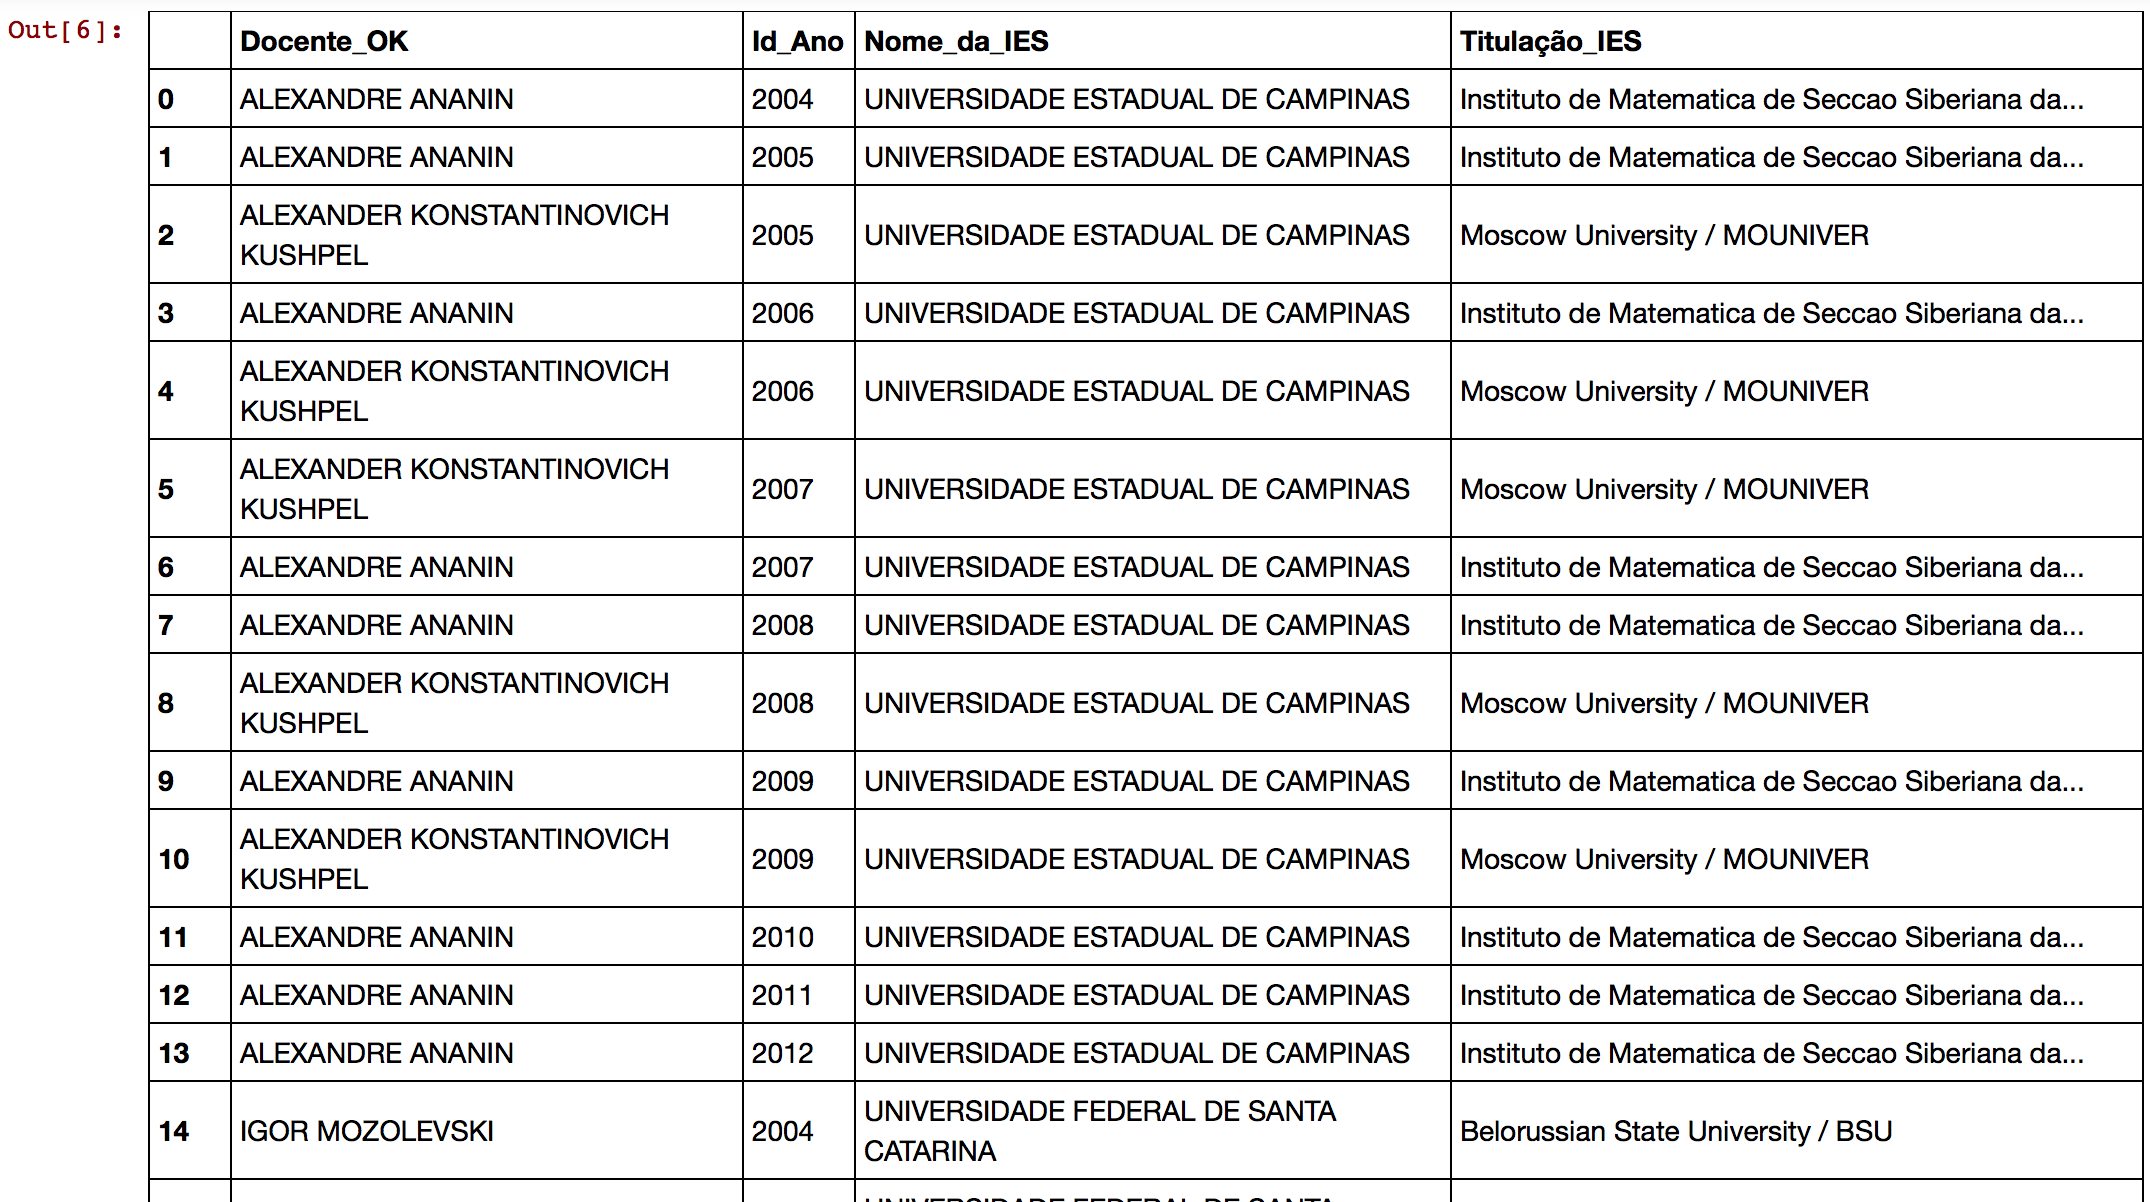 Out[6]:
Docente_OK Id_Ano Nome_da_IES Titulação_IES
0 ALEXANDRE ANANIN 2004 UNIVERSIDADE ESTADUAL DE CAMPINAS Instituto de Matematica de Seccao Siberiana da...
1 ALEXANDRE ANANIN 2005 UNIVERSIDADE ESTADUAL DE CAMPINAS Instituto de Matematica de Seccao Siberiana da...
2 ALEXANDER KONSTANTINOVICH
KUSHPEL 2005 UNIVERSIDADE ESTADUAL DE CAMPINAS Moscow University / MOUNIVER
3 ALEXANDRE ANANIN 2006 UNIVERSIDADE ESTADUAL DE CAMPINAS Instituto de Matematica de Seccao Siberiana da...
4 ALEXANDER KONSTANTINOVICH
KUSHPEL 2006 UNIVERSIDADE ESTADUAL DE CAMPINAS Moscow University / MOUNIVER
5 ALEXANDER KONSTANTINOVICH
KUSHPEL 2007 UNIVERSIDADE ESTADUAL DE CAMPINAS Moscow University / MOUNIVER
6 ALEXANDRE ANANIN 2007 UNIVERSIDADE ESTADUAL DE CAMPINAS Instituto de Matematica de Seccao Siberiana da...
7 ALEXANDRE ANANIN 2008 UNIVERSIDADE ESTADUAL DE CAMPINAS Instituto de Matematica de Seccao Siberiana da...
8 ALEXANDER KONSTANTINOVICH
KUSHPEL 2008 UNIVERSIDADE ESTADUAL DE CAMPINAS Moscow University / MOUNIVER
9 ALEXANDRE ANANIN 2009 UNIVERSIDADE ESTADUAL DE CAMPINAS Instituto de Matematica de Seccao Siberiana da...
10 ALEXANDER KONSTANTINOVICH
KUSHPEL 2009 UNIVERSIDADE ESTADUAL DE CAMPINAS Moscow University / MOUNIVER
11 ALEXANDRE ANANIN 2010 UNIVERSIDADE ESTADUAL DE CAMPINAS Instituto de Matematica de Seccao Siberiana da...
12 ALEXANDRE ANANIN 2011 UNIVERSIDADE ESTADUAL DE CAMPINAS Instituto de Matematica de Seccao Siberiana da...
13 ALEXANDRE ANANIN 2012 UNIVERSIDADE ESTADUAL DE CAMPINAS Instituto de Matematica de Seccao Siberiana da...
14 IGOR MOZOLEVSKI 2004 UNIVERSIDADE FEDERAL DE SANTA
CATARINA Belorussian State University / BSU